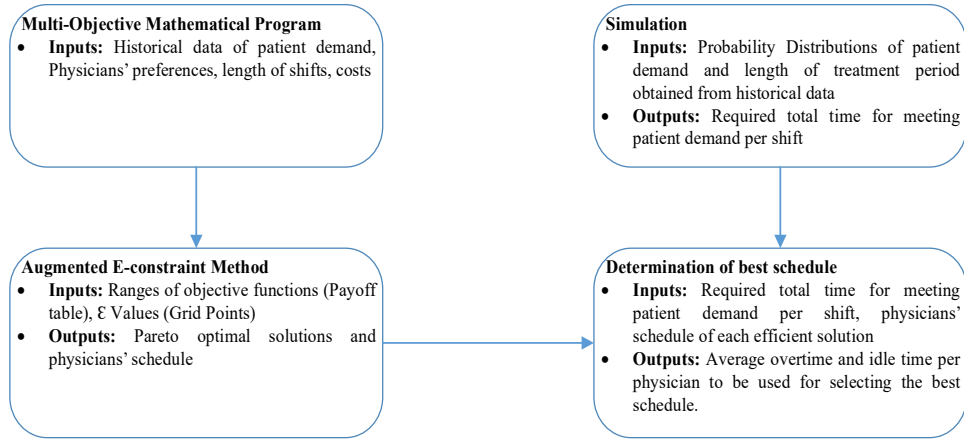 Multi-Objective Mathematical Program
• Inputs: Historical data of patient demand,
Physicians' preferences, length of shifts, costs
Simulation
• Inputs: Probability Distributions of patient
demand and length of treatment period
obtained from historical data
• Outputs: Required total time for meeting
patient demand per shift
Augmented E-constraint Method
• Inputs: Ranges of objective functions (Payoff
table), Ɛ Values (Grid Points)
• Outputs: Pareto optimal solutions and
physicians' schedule
Determination of best schedule
• Inputs: Required total time for meeting
patient demand per shift, physicians'
schedule of each efficient solution
• Outputs: Average overtime and idle time per
physician to be used for selecting the best
schedule.